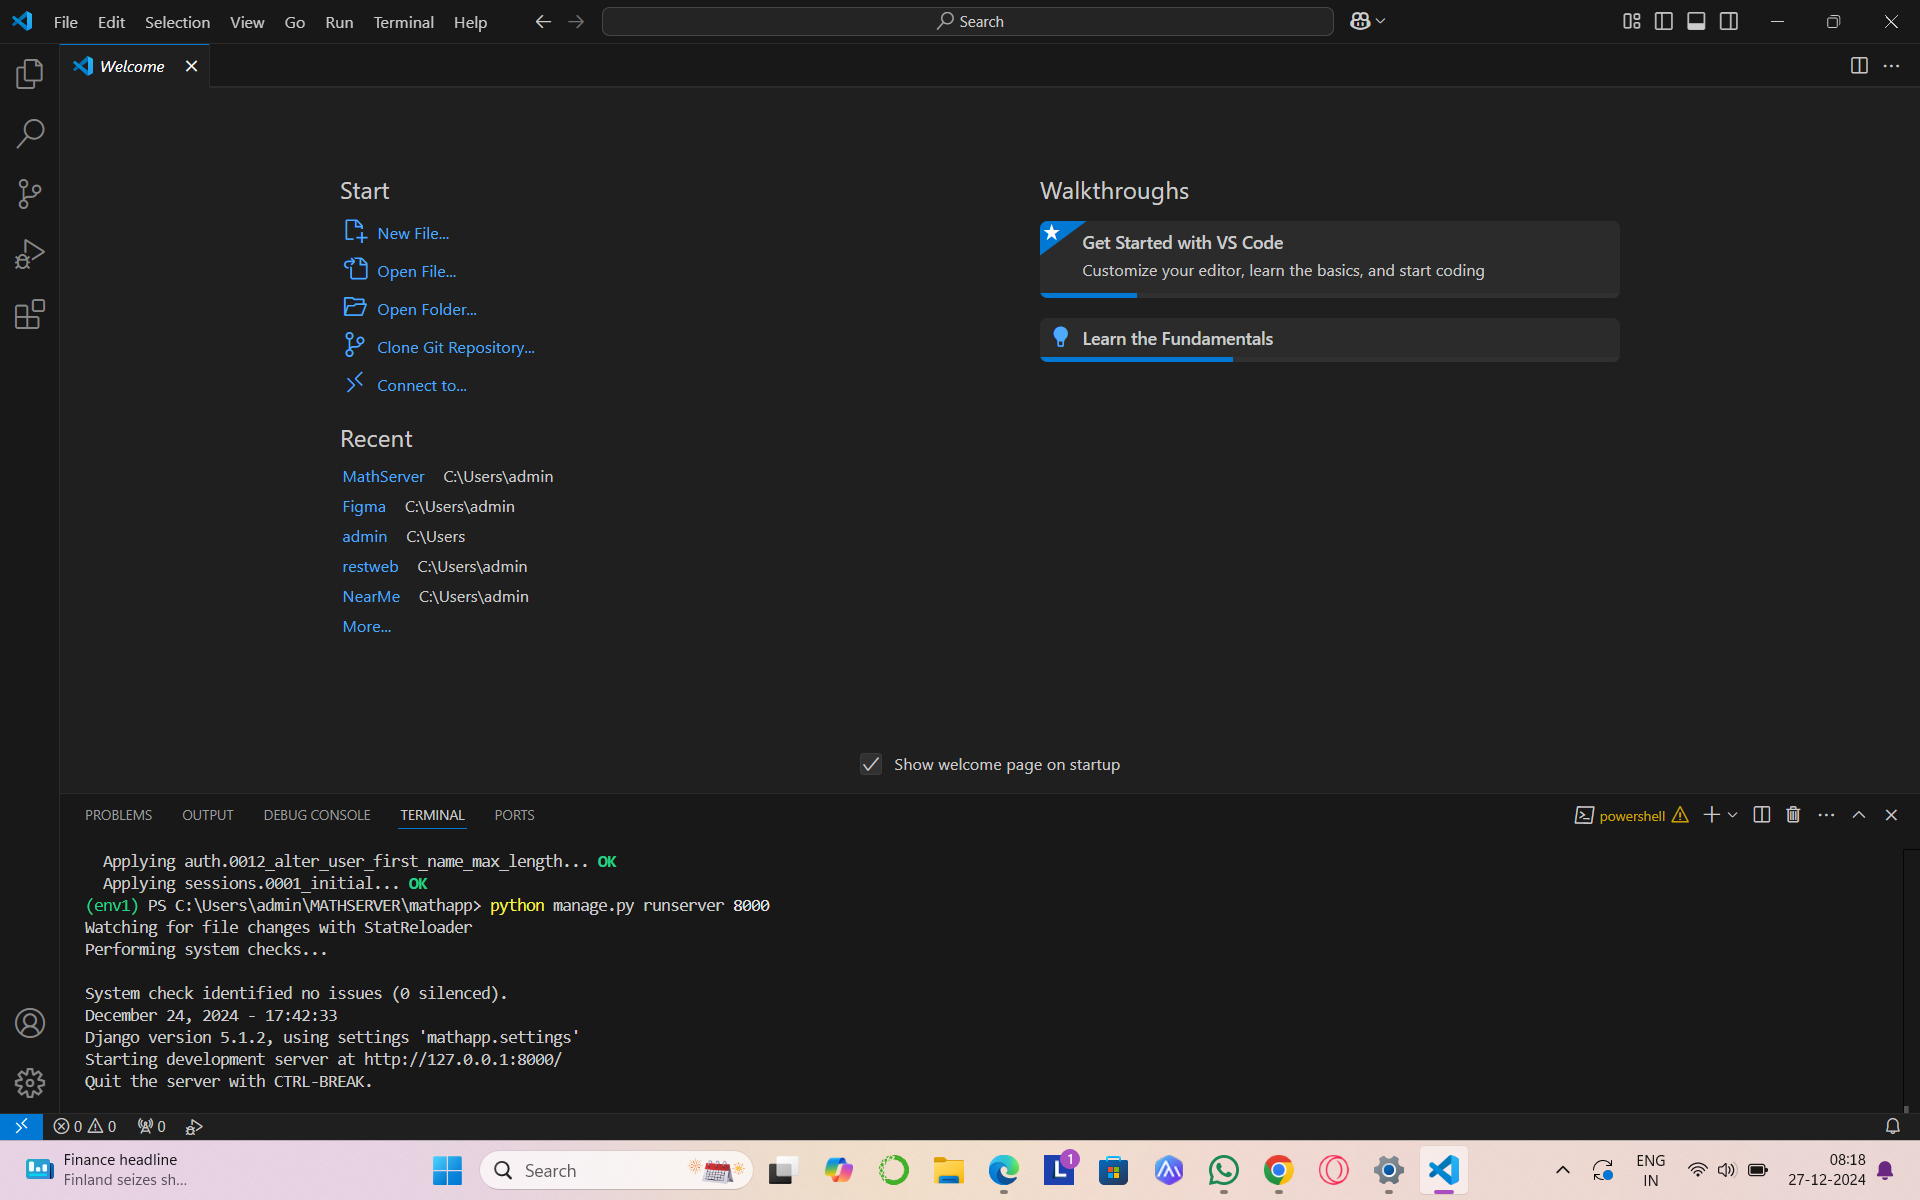 File Edit Selection View Go Run Terminal Help
Search
Welcome
Start
New File...
Open File...
Open Folder...
Clone Git Repository...
Connect to...
Recent
MathServer C:\Users\admin
Figma C:\Users\admin
admin C:\Users
restweb C:\Users\admin
NearMe C:\Users\admin
More...
Walkthroughs
Get Started with VS Code
Customize your editor, learn the basics, and start coding
Learn the Fundamentals
Show welcome page on startup
PROBLEMS OUTPUT DEBUG CONSOLE TERMINAL PORTS
powershell
Applying auth.0012_alter_user_first_name_max_length... OK
Applying sessions.0001_initial... OK
(env1) PS C:\Users\admin\MATHSERVER\mathapp> python manage.py runserver 8000
Watching for file changes with StatReloader
Performing system checks...
System check identified no issues (0 silenced).
December 24, 2024 - 17:42:33
Django version 5.1.2, using settings 'mathapp.settings'
Starting development server at http://127.0.0.1:8000/
Quit the server with CTRL-BREAK.
0 0 0
Finance headline
Finland seizes sh...
Search
L 1
ENG
IN
08:18
27-12-2024